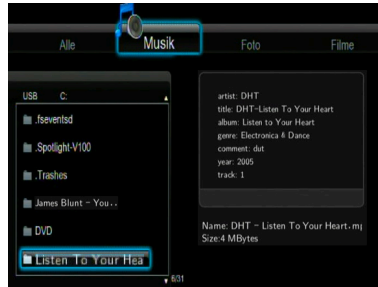 Alle
Musik
Foto
Filme
USB C:
.fseventsd
.Spotlight-V100
.Trashes
James Blunt - You..
DVD
Listen To Your Hea
6/31
artist: DHT
title: DHT-Listen To Your Heart
album: Listen to Your Heart
genre: Electronica & Dance
comment: dut
year: 2005
track: 1
Name: DHT - Listen To Your Heart.mp
Size:4 MBytes